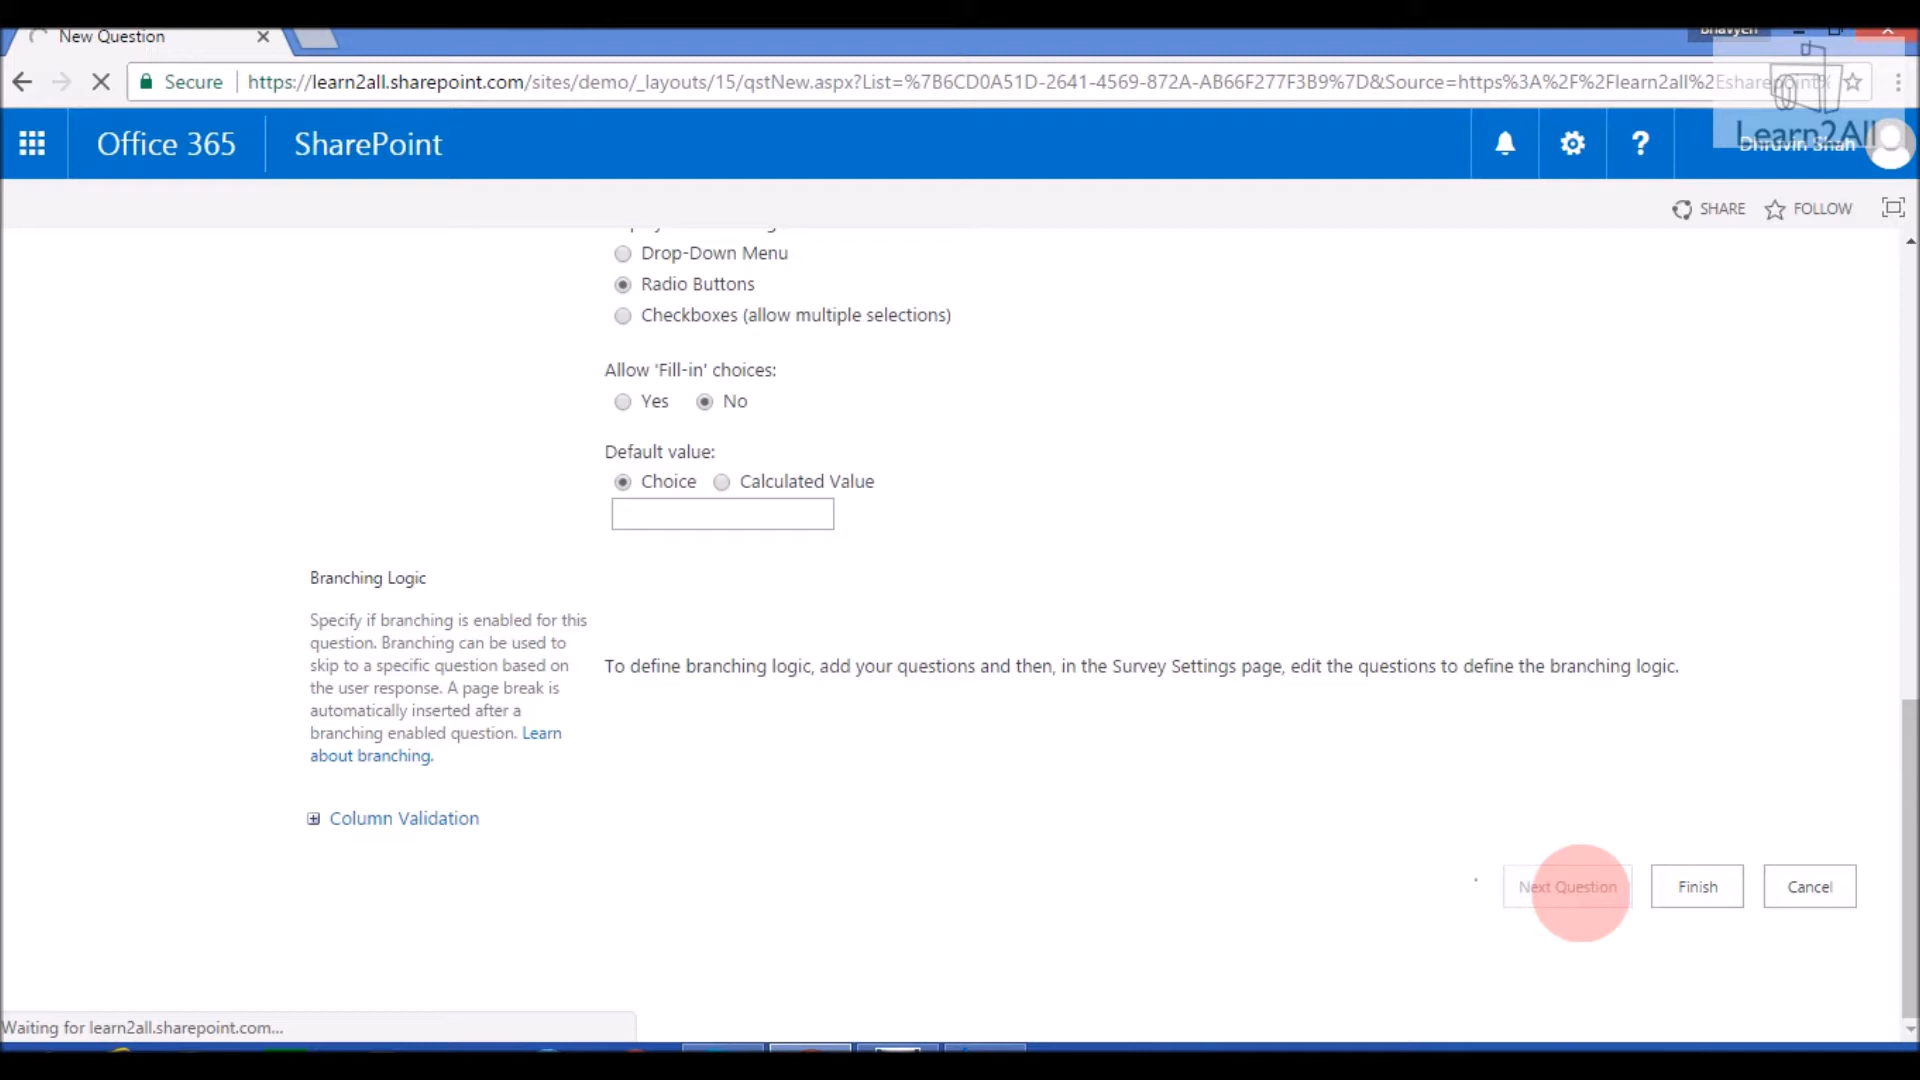 New Question
Bhavyen
Secure https://learn2all.sharepoint.com/sites/demo/_layouts/15/qstNew.aspx?List=%7B6CD0A51D-2641-4569-872A-AB66F277F3B9%7D&Source=https%3A%2F%2Flearn2all%2Esharepoint%
Office 365 SharePoint ?
Learn2All
Dhruvin Shah
SHARE FOLLOW
Drop-Down Menu
Radio Buttons
Checkboxes (allow multiple selections)
Allow 'Fill-in' choices:
Yes No
Default value:
Choice Calculated Value
Branching Logic
Specify if branching is enabled for this
question. Branching can be used to
skip to a specific question based on
the user response. A page break is
automatically inserted after a
branching enabled question. Learn
about branching.
To define branching logic, add your questions and then, in the Survey Settings page, edit the questions to define the branching logic.
Column Validation
Next Question Finish Cancel
Waiting for learn2all.sharepoint.com...